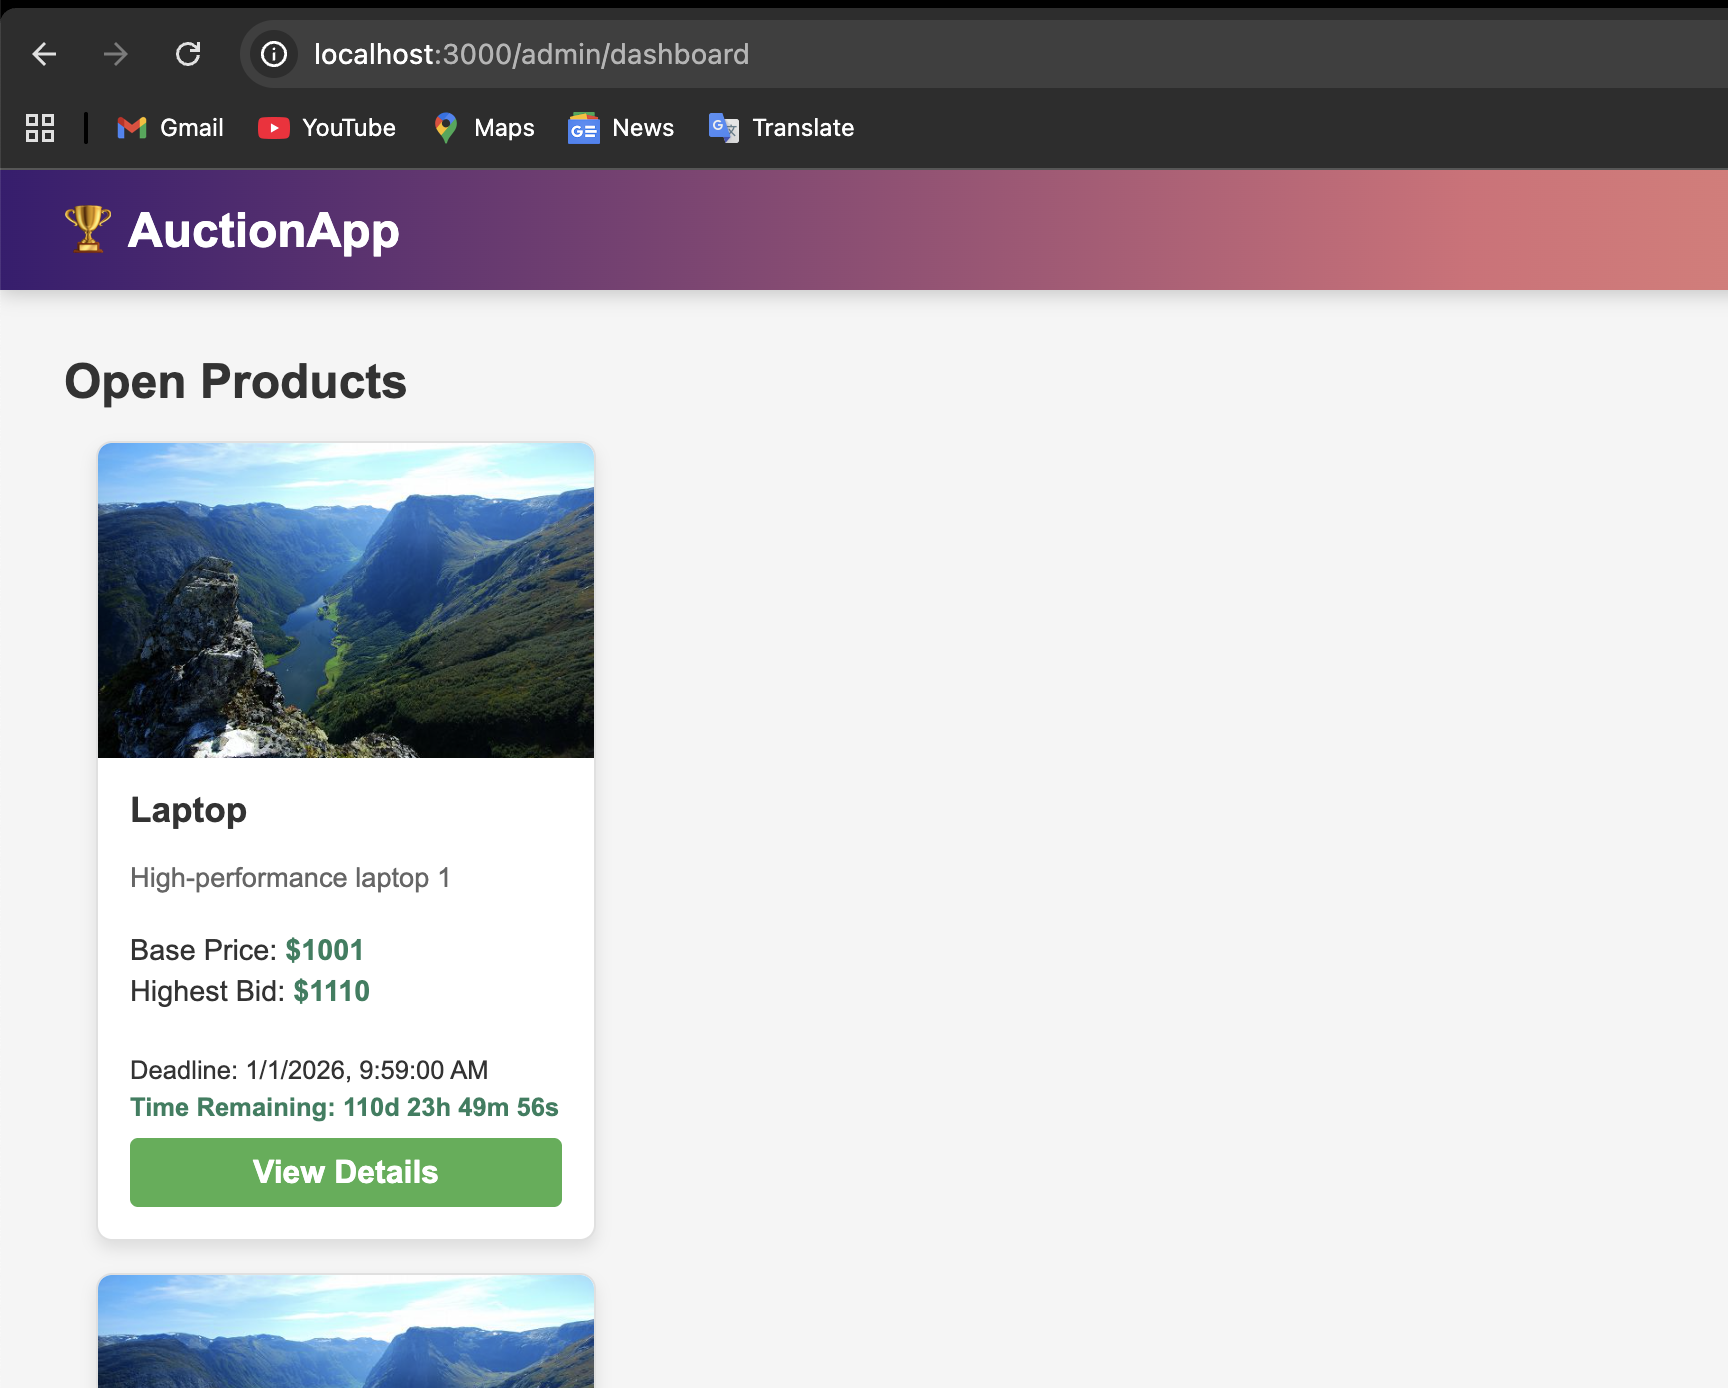 localhost:3000/admin/dashboard
Gmail YouTube Maps News Translate
AuctionApp
Open Products
Laptop
High-performance laptop 1
Base Price: $1001
Highest Bid: $1110
Deadline: 1/1/2026, 9:59:00 AM
Time Remaining: 110d 23h 49m 56s
View Details